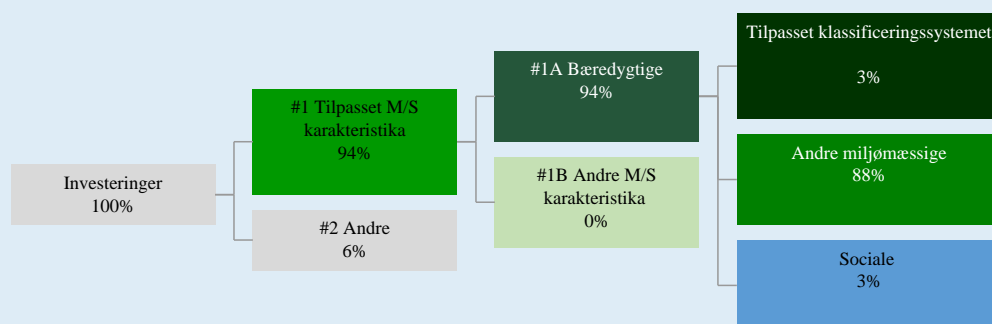 Investeringer
100%
#1 Tilpasset M/S
karakteristika
94%
#2 Andre
6%
#1A Bæredygtige
94%
#1B Andre M/S
karakteristika
0%
Tilpasset klassificeringssystemet
3%
Andre miljømæssige
88%
Sociale
3%